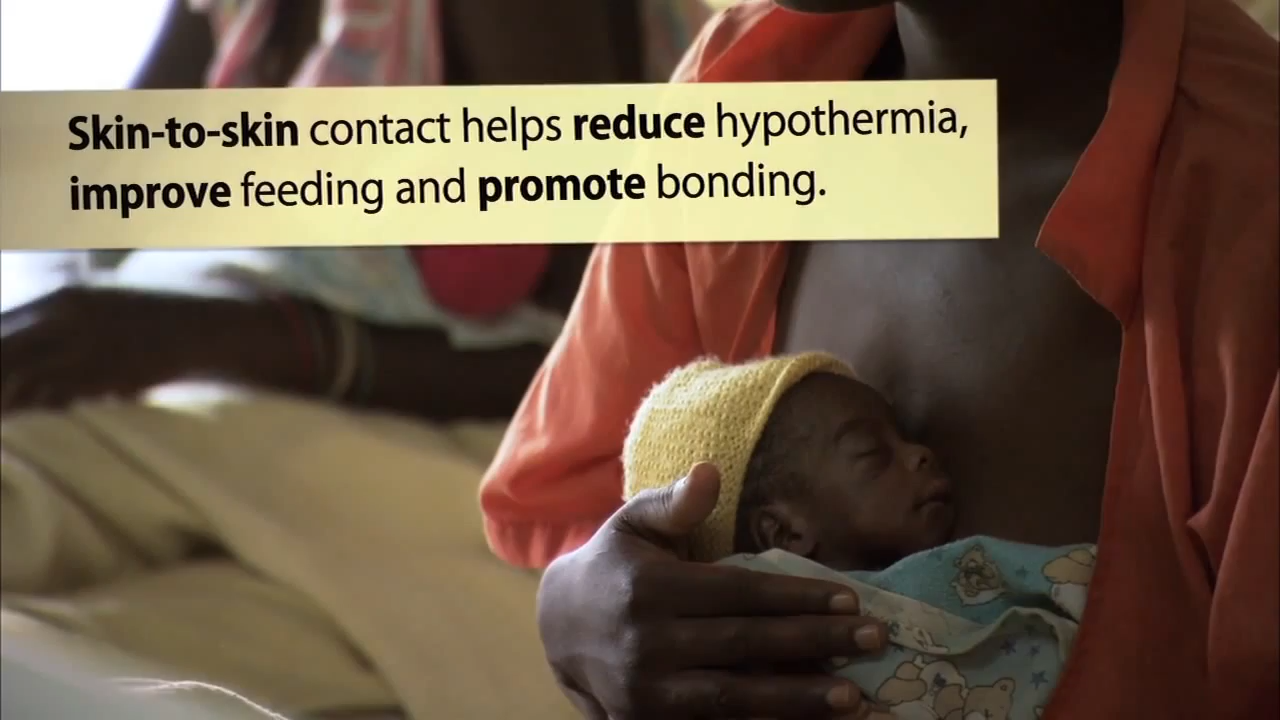 Skin-to-skin contact helps reduce hypothermia,
improve feeding and promote bonding.